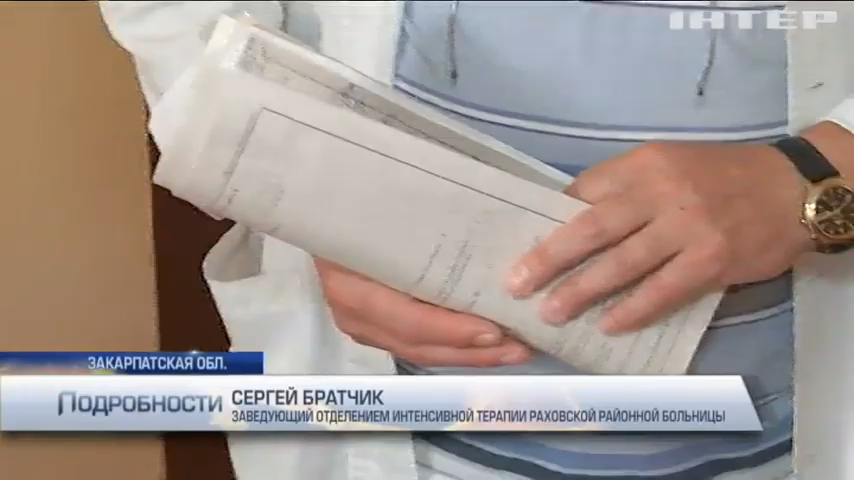 ІНТЕР
ЗАКАРПАТСКАЯ ОБЛ.
ПОДРОБНОСТИ
СЕРГЕЙ БРАТЧИК
ЗАВЕДУЮЩИЙ ОТДЕЛЕНИЕМ ИНТЕНСИВНОЙ ТЕРАПИИ РАХОВСКОЙ РАЙОННОЙ БОЛЬНИЦЫ